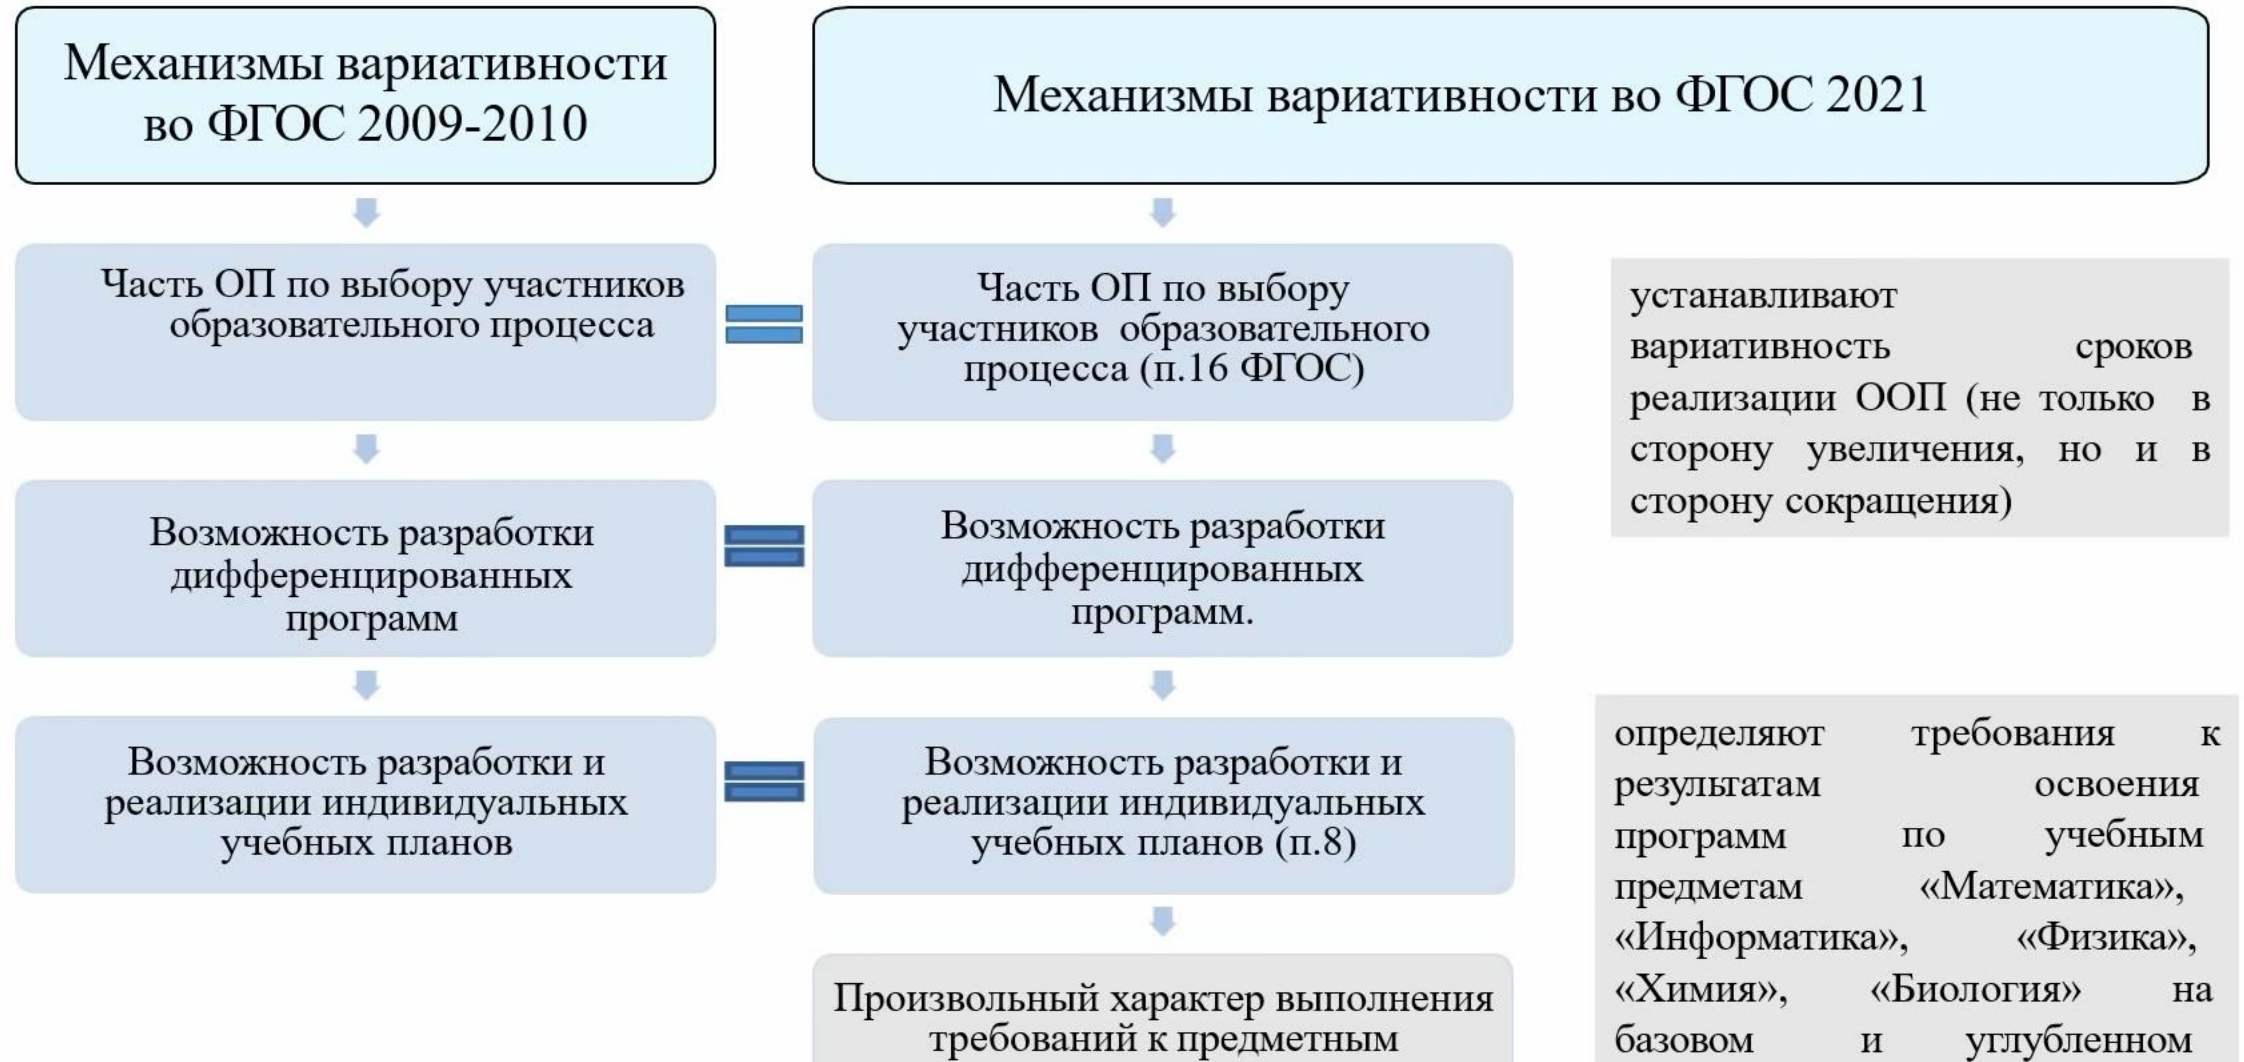 Механизмы вариативности
во ФГОС 2009-2010
Механизмы вариативности во ФГОС 2021
Часть ОП по выбору участников
образовательного процесса
Часть ОП по выбору
участников образовательного
процесса (п.16 ФГОС)
устанавливают
вариативность сроков
реализации ООП (не только в
сторону увеличения, но и в
сторону сокращения)
Возможность разработки
дифференцированных
программ
Возможность разработки
дифференцированных
программ.
Возможность разработки и
реализации индивидуальных
учебных планов
Возможность разработки и
реализации индивидуальных
учебных планов (п.8)
определяют требования к
результатам освоения
программ по учебным
предметам «Математика»,
«Информатика», «Физика»,
«Химия», «Биология» на
базовом и углубленном
Произвольный характер выполнения
требований к предметным